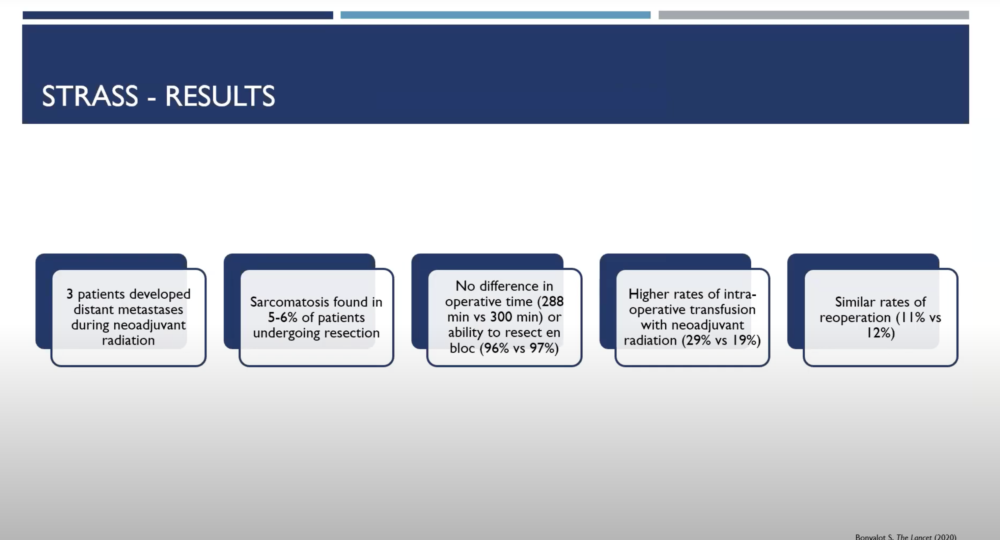 STRASS - RESULTS
3 patients developed
distant metastases
during neoadjuvant
radiation
Sarcomatosis found in
5-6% of patients
undergoing resection
No difference in
operative time (288
min vs 300 min) or
ability to resect en
bloc (96% vs 97%)
Higher rates of intra-
operative transfusion
with neoadjuvant
radiation (29% vs 19%)
Similar rates of
reoperation (11% vs
12%)
Bonvalot S. The Lancet (2020)